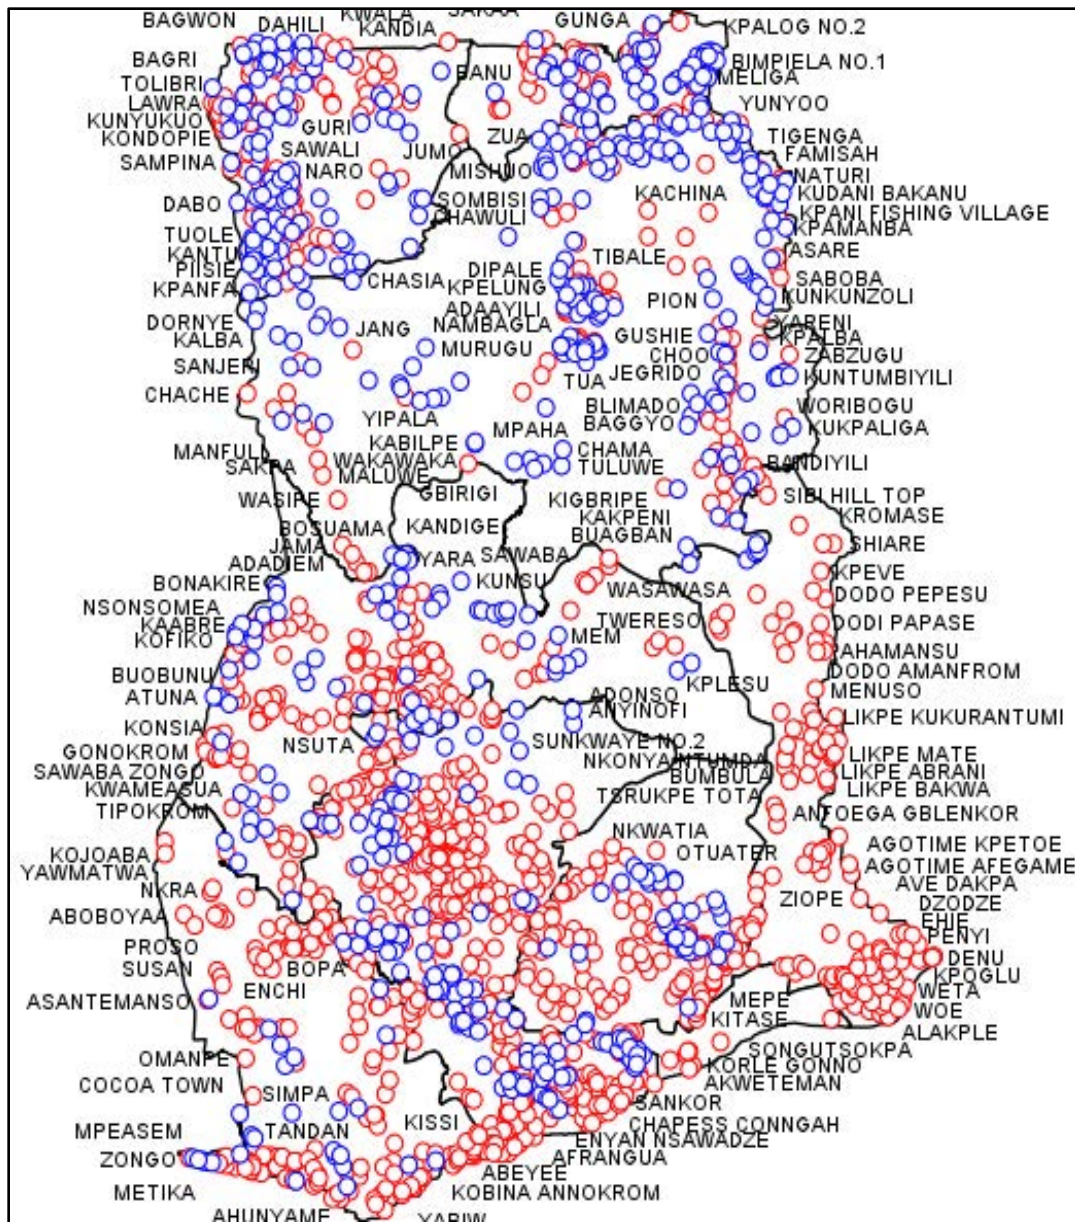 KWALA
SAKAA
BAGWON
DAHILI
KANDIA
GUNGA
KPALOG NO.2
BAGRI
BANU
BIMPIELA NO.1
TOLIBRI
MELIGA
LAWRA
YUNYOO
KUNYUKUO
GURI
ZUA
KONDOPIE
SAWALI
JUMO
TIGENGA
SAMPINA
NARO
MISHUO
FAMISAH
NATURI
DABO
SOMBISI
KACHINA
KUDANI BAKANU
CHAWULI
KPANI FISHING VILLAGE
TUOLE
KPAMANBA
KANTU
ASARE
PIISIE
DIPALE
TIBALE
KPANFA
CHASIA
KPELUNG
SABOBA
ADAAYILI
PION
KUNKUNZOLI
DORNYE
JANG
NAMBAGLA
YARENI
KALBA
MURUGU
GUSHIE
KPALBA
SANJERI
CHOO
ZABZUGU
TUA
JEGRIDO
KUNTUMBIYILI
CHACHE
BLIMADO
WORIBOGU
YIPALA
MPAHA
BAGGYO
KUKPALIGA
MANFULI
KABILPE
CHAMA
SAKPA
WAKAWAKA
TULUWE
BANDIYILI
MALUWE
WASIPE
GBIRIGI
KIGBRIPE
SIBI HILL TOP
BOSUAMA
KANDIGE
KAKPENI
KROMASE
JAMA
BUAGBAN
SHIARE
ADADIEM
YARA
SAWABA
BONAKIRE
KUNSU
WASAWASA
KPEVE
NSONSOMEA
DODO PEPESU
KAABRE
TWERESO
DODI PAPASE
KOFIKO
MEM
PAHAMANSU
BUOBUNU
KPLESU
DODO AMANFROM
ATUNA
ADONSO
MENUSO
KONSIA
ANYINOFI
LIKPE KUKURANTUMI
GONOKROM
NSUTA
SUNKWAYE NO.2
LIKPE MATE
SAWABA ZONGO
NKONYA NTUMDA
LIKPE ABRANI
KWAMEASUA
BUMBULA
LIKPE BAKWA
TIPOKROM
TSRUKPE TOTA
ANFOEGA GBLENKOR
NKWATIA
KOJOABA
OTUATER
AGOTIME KPETOE
YAWMATWA
AGOTIME AFEGAME
NKRA
AVE DAKPA
ABOBOYAA
ZIOPE
DZODZE
EHIE
PROSO
PENYI
SUSAN
BOPA
DENU
ENCHI
KPOGLU
ASANTEMANSO
MEPE
WETA
KITASE
WOE
ALAKPLE
OMANPE
SONGUTSOKPA
COCOA TOWN
KORLE GONNO
SIMPA
AKWETEMAN
KISSI
SANKOR
MPEASEM
TANDAN
CHAPESS CONNGAH
ENYAN NSAWADZE
ZONGO
AFRANGUA
ABEYEE
METIKA
KOBINA ANNOKROM
AHUNYAME
YABIW